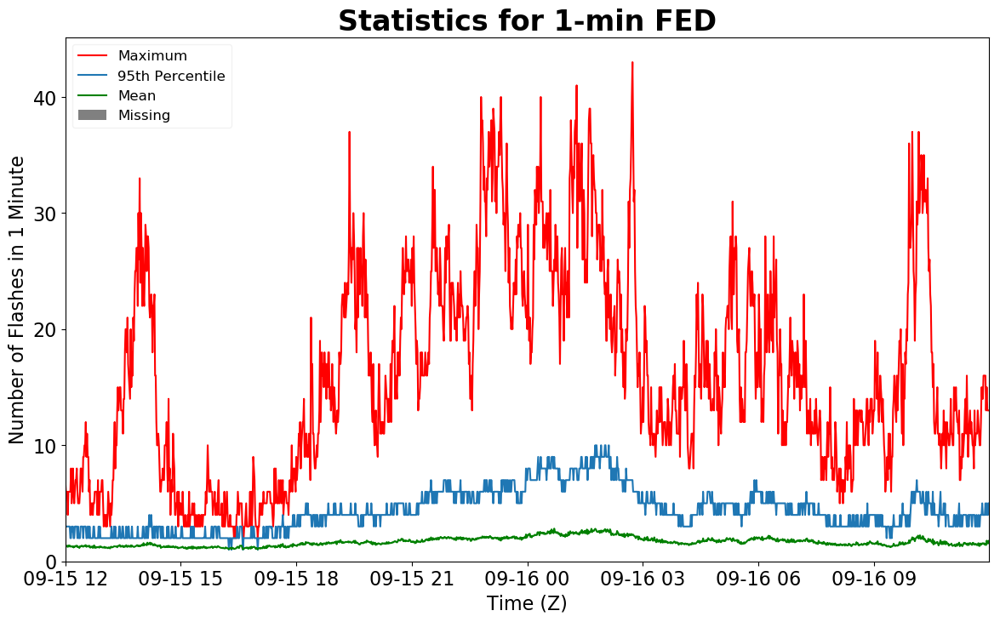 Statistics for 1-min FED
Maximum
95th Percentile
Mean
Missing
Number of Flashes in 1 Minute
40
30
20
10
0
09-15 12
09-15 15
09-15 18
09-15 21
09-16 00
09-16 03
09-16 06
09-16 09
Time (Z)